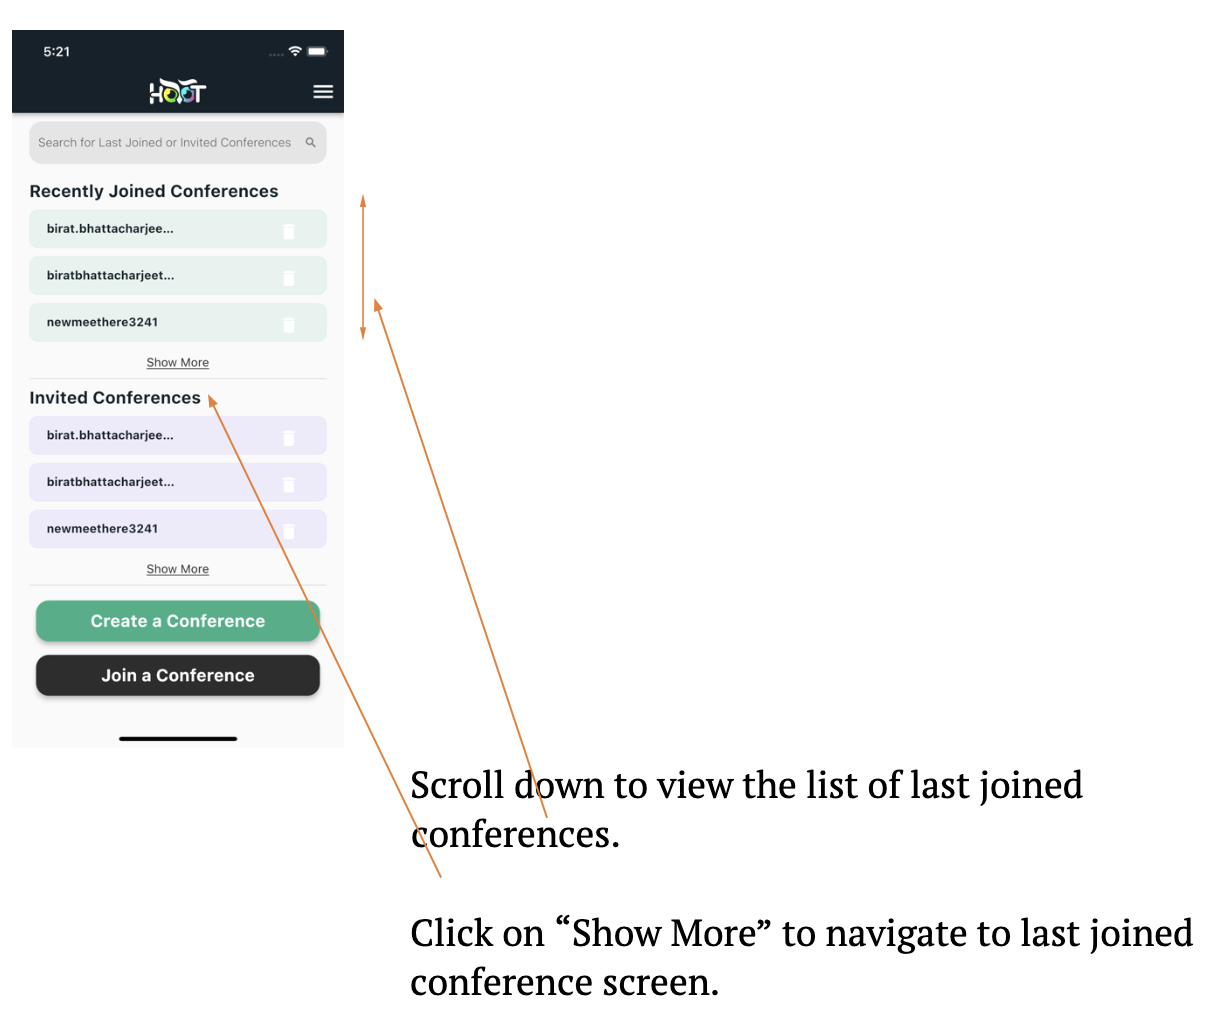 5:21
HOOT
Search for Last Joined or Invited Conferences
Recently Joined Conferences
birat.bhattacharjee...
biratbhattacharjeet...
newmeethere3241
Show More
Invited Conferences
birat.bhattacharjee...
biratbhattacharjeet...
newmeethere3241
Show More
Create a Conference
Join a Conference
Scroll down to view the list of last joined
conferences.
Click on “Show More” to navigate to last joined
conference screen.